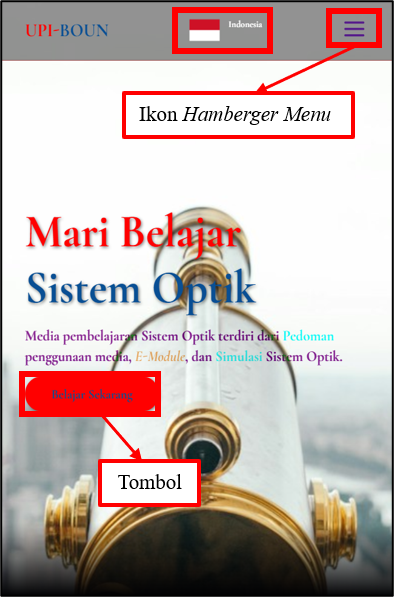 UPI-BOUN
Indonesia
Ikon Hamberger Menu
Mari Belajar
Sistem Optik
Media pembelajaran Sistem Optik terdiri dari Pedoman
penggunaan media, E-Module, dan Simulasi Sistem Optik.
Belajar Sekarang
Tombol